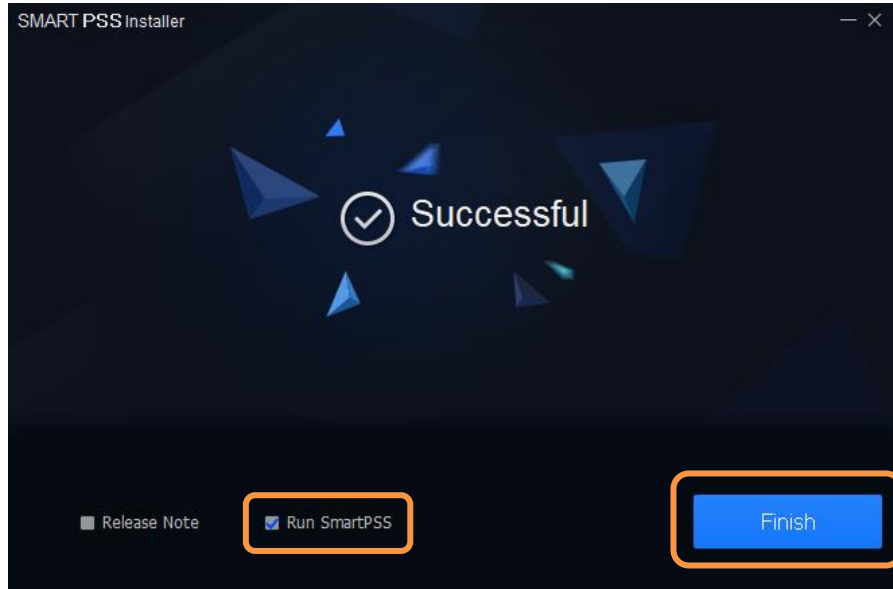 SMART PSS Installer
Successful
Release Note
Run SmartPSS
Finish